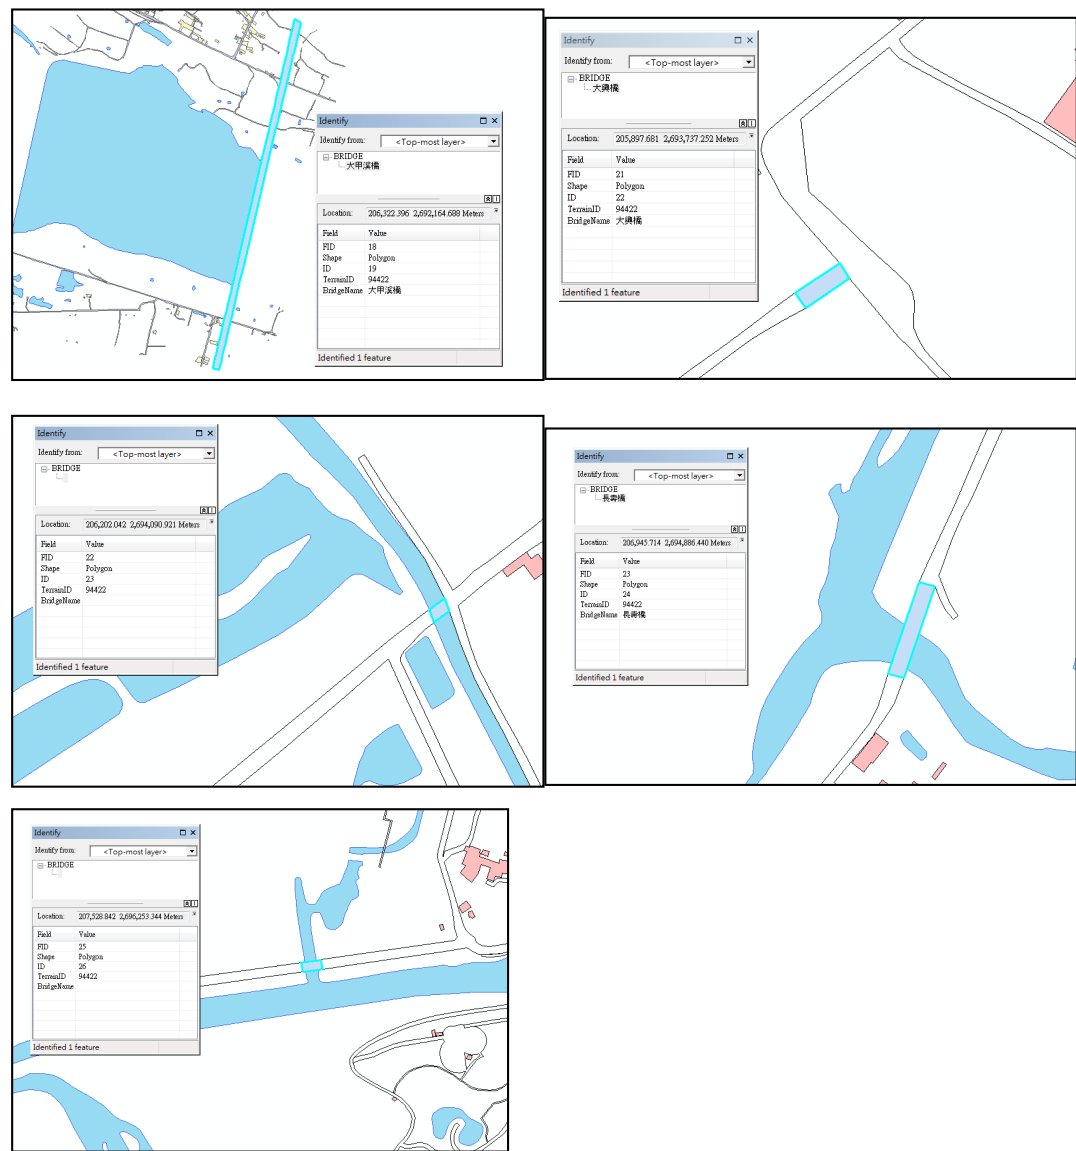 Identify
Identify from: <Top-most layer>
BRIDGE
大甲溪橋
Location: 206,322.396 2,692,164.688 Meters
Field Value
FID 18
Shape Polygon
ID 19
TerrainID 94422
BridgeName 大甲溪橋
Identified 1 feature
Identify
Identify from: <Top-most layer>
BRIDGE
大興橋
Location: 205,897.681 2,693,737.252 Meters
Field Value
FID 21
Shape Polygon
ID 22
TerrainID 94422
BridgeName 大興橋
Identified 1 feature
Identify
Identify from: <Top-most layer>
BRIDGE
Location: 206,202.042 2,694,090.921 Meters
Field Value
FID 22
Shape Polygon
ID 23
TerrainID 94422
BridgeName
Identified 1 feature
Identify
Identify from: <Top-most layer>
BRIDGE
長壽橋
Location: 206,945.714 2,694,886.440 Meters
Field Value
FID 23
Shape Polygon
ID 24
TerrainID 94422
BridgeName 長壽橋
Identified 1 feature
Identify
Identify from: <Top-most layer>
BRIDGE
Location: 207,528.842 2,696,253.344 Meters
Field Value
FID 25
Shape Polygon
ID 26
TerrainID 94422
BridgeName
Identified 1 feature